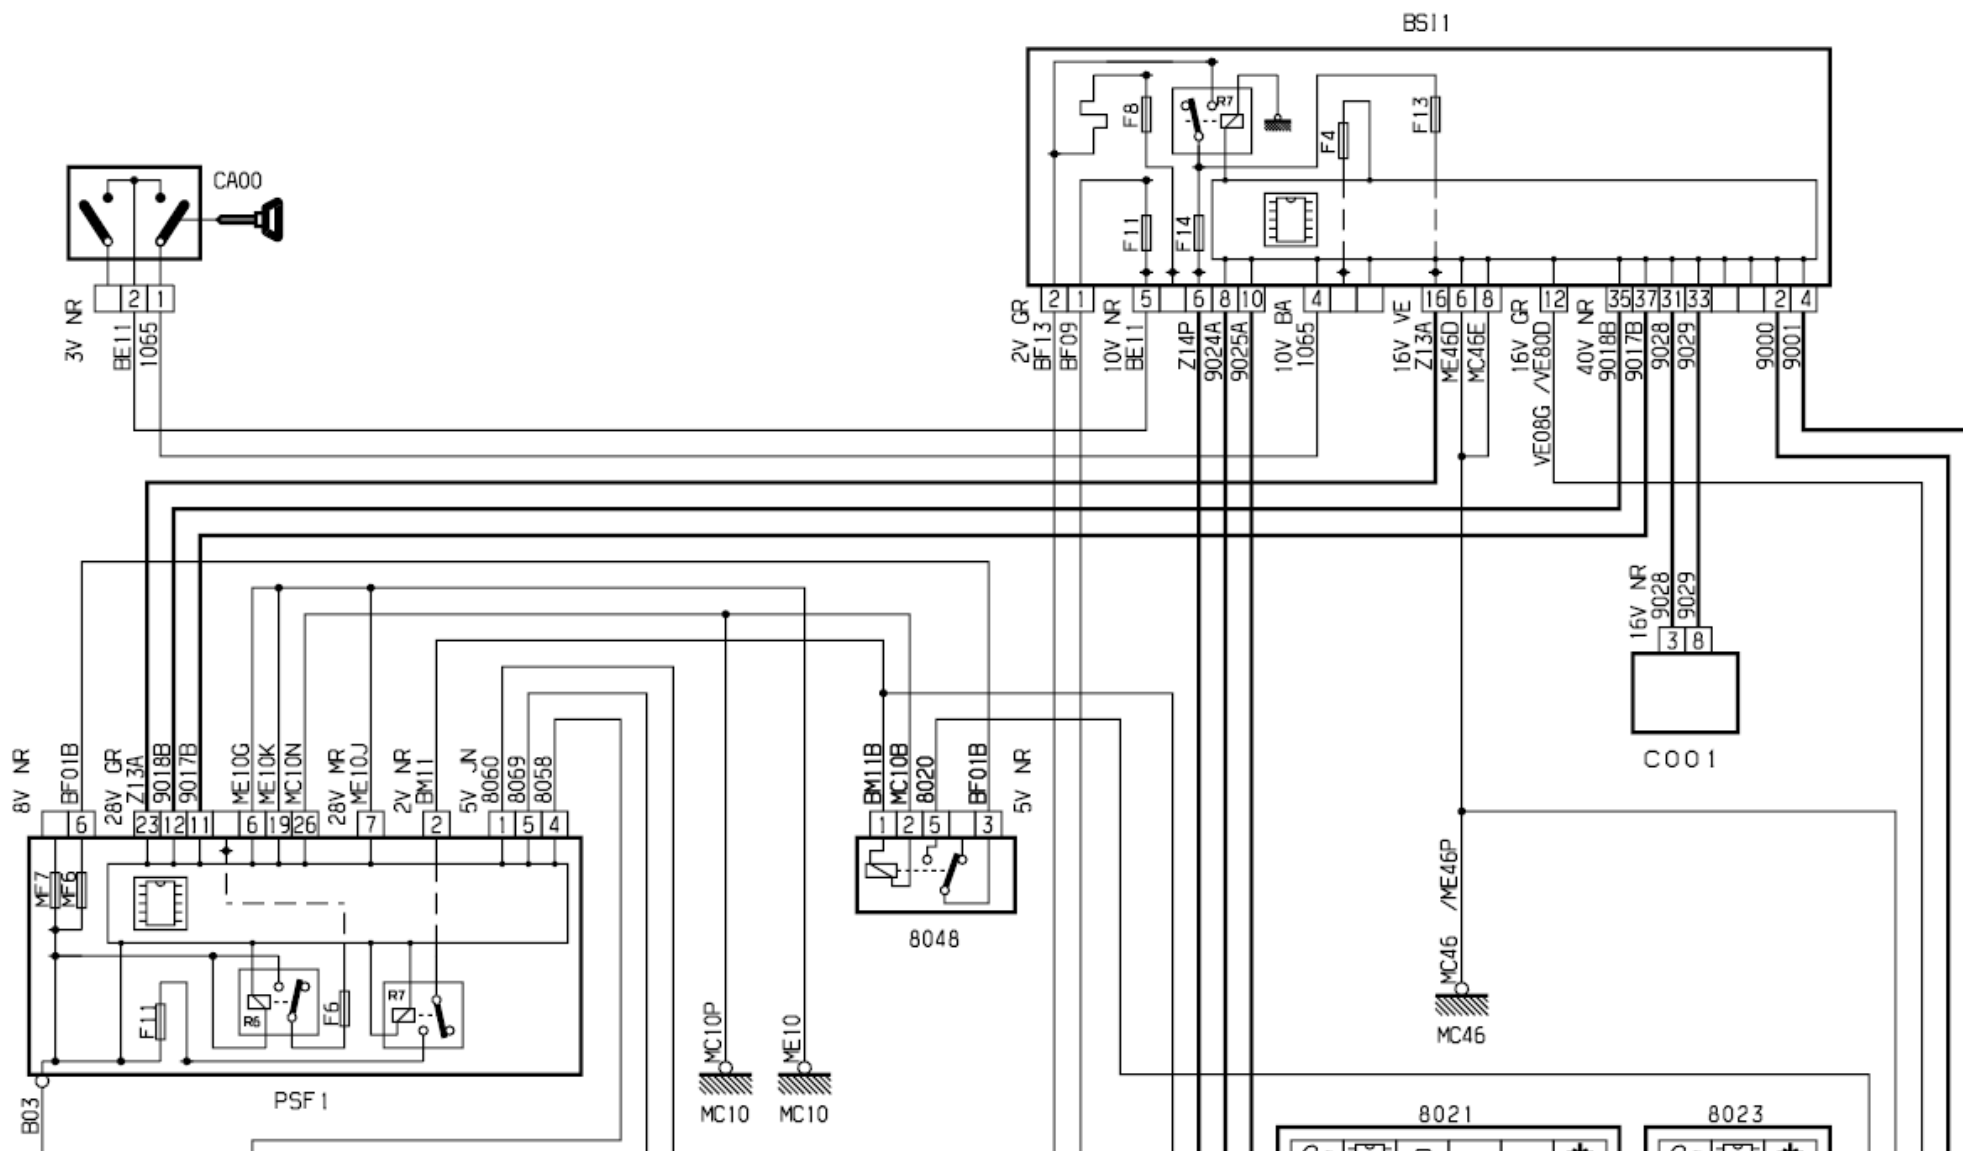 BSI1
F8
R7
F13
F4
CA00
F11
F14
2 1
2 1 5 6 8 10 4 16 6 8 12 35 37 31 33 2 4
3V NR
BE11
1065
2V GR
BF13
BF09
10V NR
BE11
Z14P
9024A
9025A
10V BA
1065
16V VE
Z13A
ME46D
MC46E
16V GR
VE08G /VE80D
40V NR
9018B
9017B
9028
9029
9000
9001
16V NR
9028
9029
3 8
C001
8V NR
BF01B
28V GR
Z13A
9018B
9017B
ME10G
ME10K
MC10N
28V MR
ME10J
2V NR
BM11
5V JN
8060
8069
8058
BM11B
MC10B
8020
BF01B
5V NR
6 23 12 11 6 19 26 7 2 1 5 4
1 2 5 3
MF7
MF6
8048
MC46 /ME46P
R7
R6
F11
F6
MC10P
ME10
MC46
PSF1
B03
MC10
MC10
8021
8023